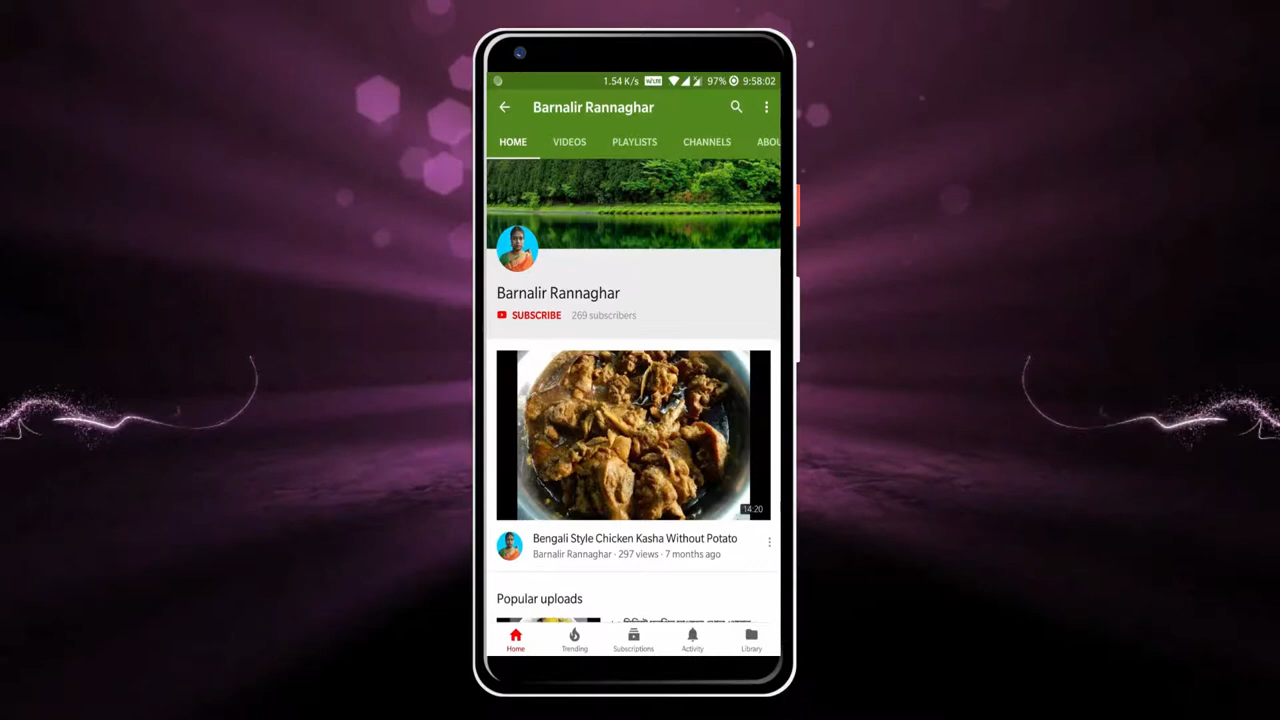 1.54 K/s VoLTE 97% 9:58:02
Barnalir Rannaghar
HOME VIDEOS PLAYLISTS CHANNELS ABOU
Barnalir Rannaghar
SUBSCRIBE 269 subscribers
14:20
Bengali Style Chicken Kasha Without Potato
Barnalir Rannaghar · 297 views · 7 months ago
Popular uploads
Home Trending Subscriptions Activity Library